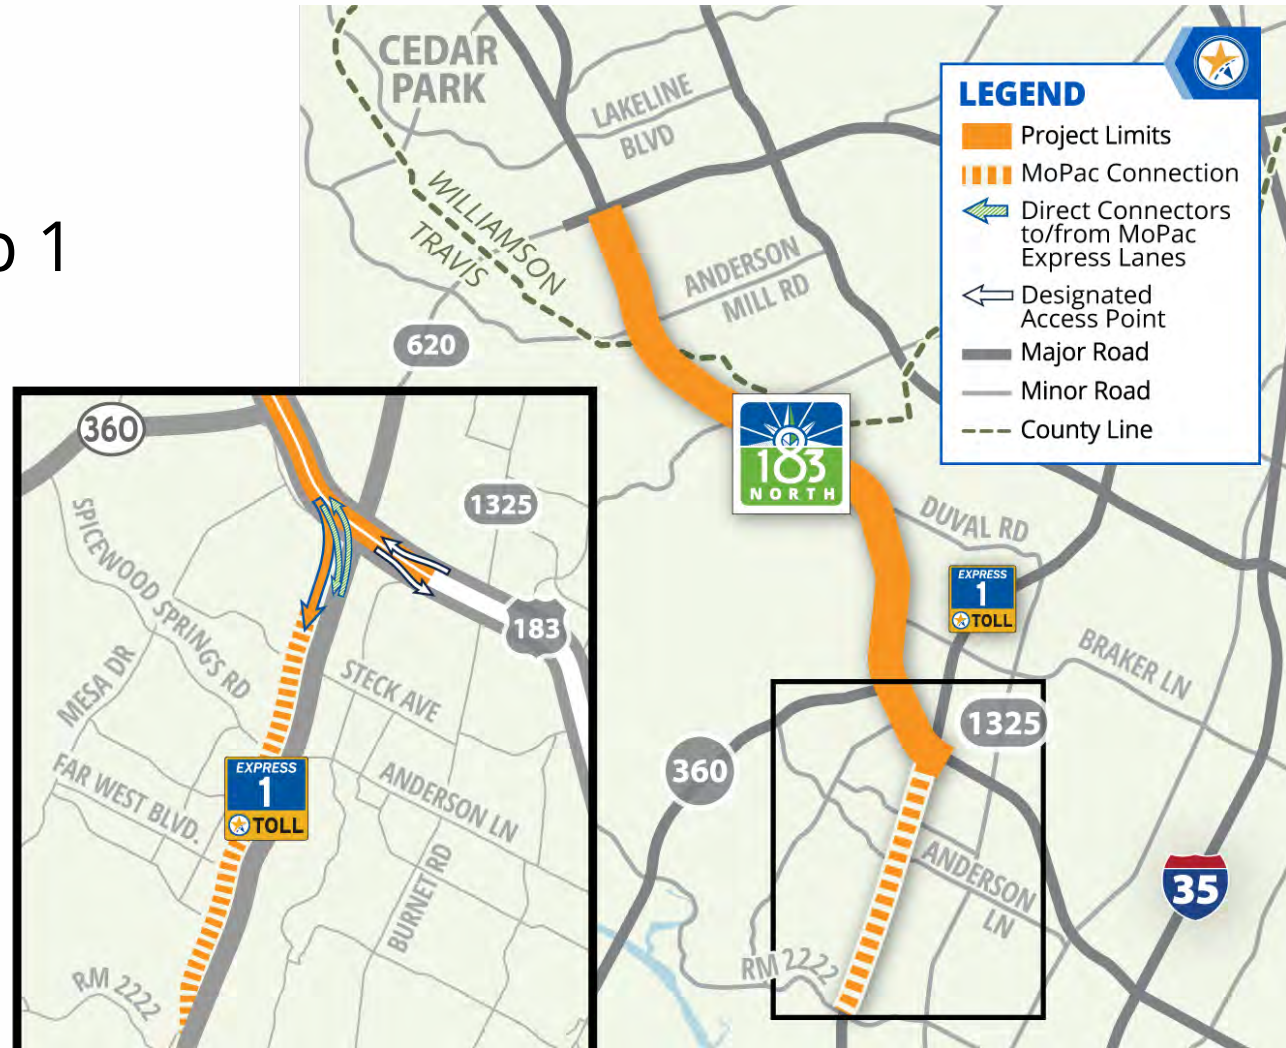 p 1
CEDAR
PARK
LAKELINE
BLVD
WILLIAMSON
TRAVIS
ANDERSON
MILL RD
620
LEGEND
Project Limits
MoPac Connection
Direct Connectors
to/from MoPac
Express Lanes
Designated
Access Point
Major Road
Minor Road
County Line
183
NORTH
DUVAL RD
EXPRESS
1
TOLL
BRAKER LN
1325
360
ANDERSON
LN
RM 2222
35
360
1325
SPICEWOOD SPRINGS RD
183
MESA DR
STECK AVE
FAR WEST BLVD.
EXPRESS
1
TOLL
ANDERSON LN
BURNET RD
RM 2222